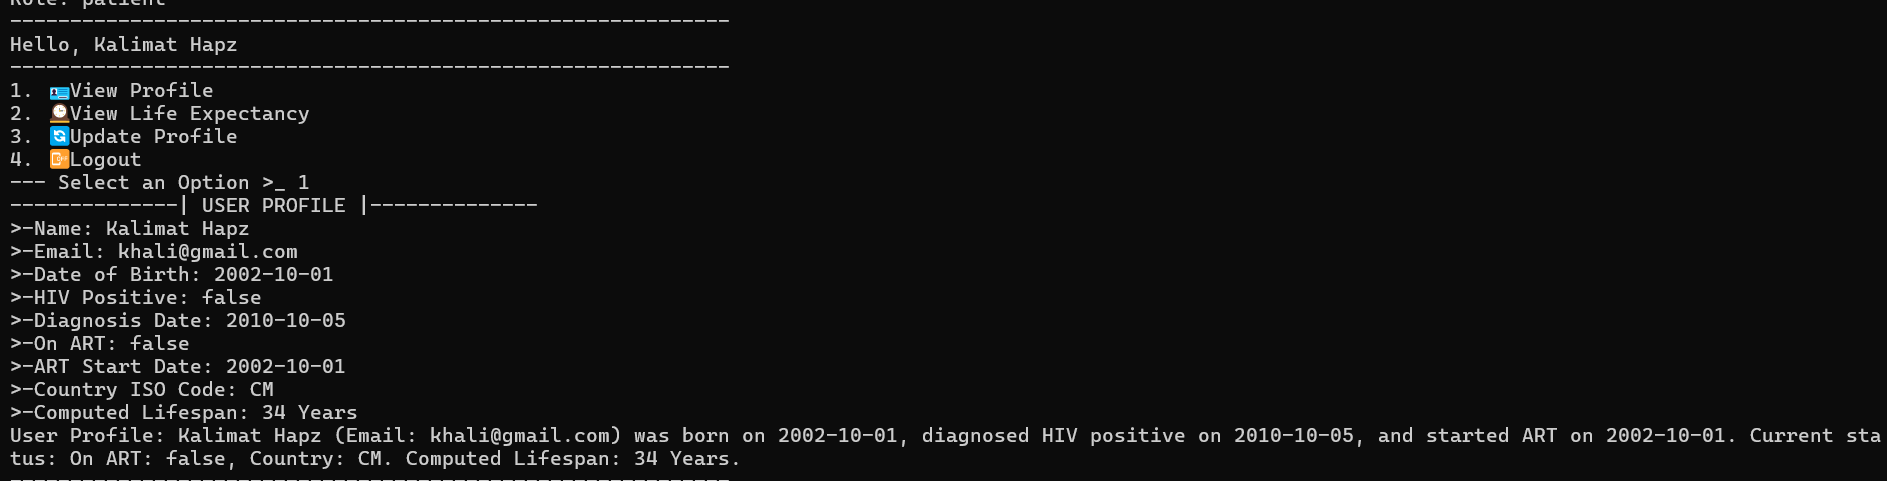 Role: patient
------------------------------------------------------------
Hello, Kalimat Hapz
------------------------------------------------------------
1. 🪪View Profile
2. 🕰️View Life Expectancy
3. 🔄Update Profile
4. 📴Logout
--- Select an Option >_ 1
--------------| USER PROFILE |--------------
>-Name: Kalimat Hapz
>-Email: khali@gmail.com
>-Date of Birth: 2002-10-01
>-HIV Positive: false
>-Diagnosis Date: 2010-10-05
>-On ART: false
>-ART Start Date: 2002-10-01
>-Country ISO Code: CM
>-Computed Lifespan: 34 Years
User Profile: Kalimat Hapz (Email: khali@gmail.com) was born on 2002-10-01, diagnosed HIV positive on 2010-10-05, and started ART on 2002-10-01. Current sta
tus: On ART: false, Country: CM. Computed Lifespan: 34 Years.
------------------------------------------------------------